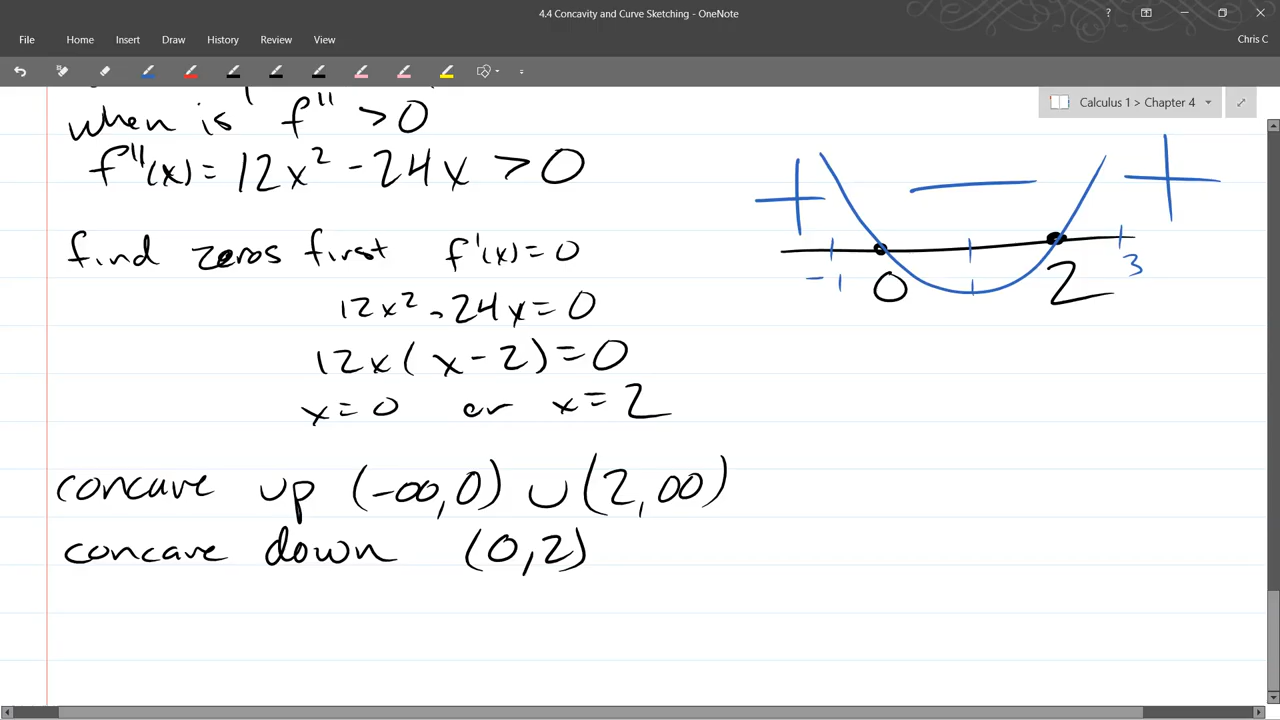 4.4 Concavity and Curve Sketching - OneNote
File Home Insert Draw History Review View
Chris C
Calculus 1 > Chapter 4
when is f'' > 0
f''(x) = 12x² - 24x > 0
find zeros first f'(x) = 0
12x² - 24x = 0
12x(x - 2) = 0
x = 0 or x = 2
concave up (-∞, 0) ∪ (2, ∞)
concave down (0, 2)
+ — +
-1 0 2 3